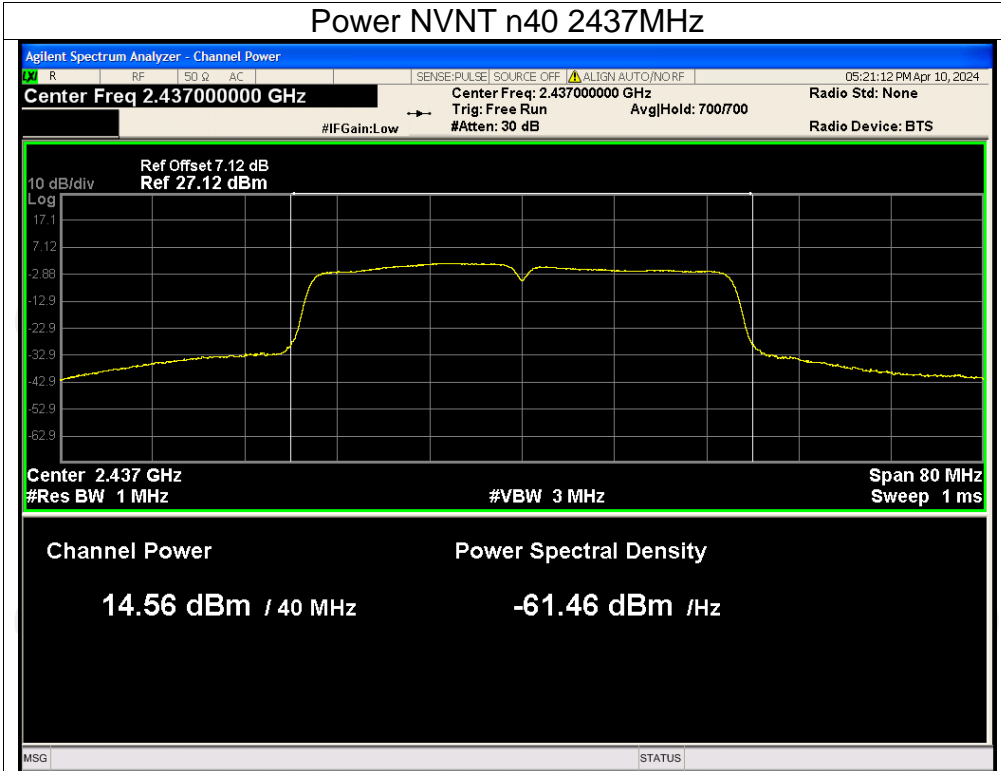 Power NVNT n40 2437MHz
Agilent Spectrum Analyzer - Channel Power
LXI R RF 50 Ω AC SENSE:PULSE SOURCE OFF ALIGN AUTO/NO RF 05:21:12 PM Apr 10, 2024
Center Freq 2.437000000 GHz Center Freq: 2.437000000 GHz Radio Std: None
Trig: Free Run Avg|Hold: 700/700
#IFGain:Low #Atten: 30 dB Radio Device: BTS
Ref Offset 7.12 dB
10 dB/div Ref 27.12 dBm
Log
17.1
7.12
-2.88
-12.9
-22.9
-32.9
-42.9
-52.9
-62.9
Center 2.437 GHz Span 80 MHz
#Res BW 1 MHz #VBW 3 MHz Sweep 1 ms
Channel Power Power Spectral Density
14.56 dBm / 40 MHz -61.46 dBm /Hz
MSG STATUS